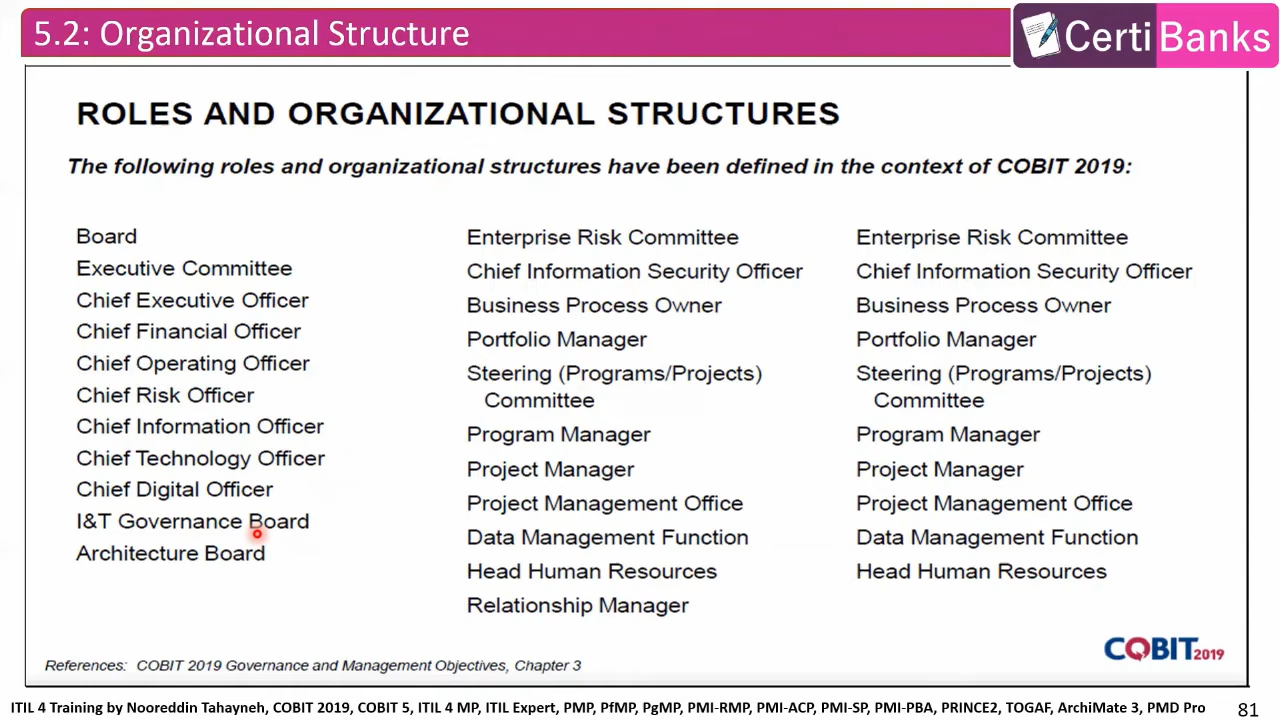 5.2: Organizational Structure
CertiBanks
ROLES AND ORGANIZATIONAL STRUCTURES
The following roles and organizational structures have been defined in the context of COBIT 2019:
Board
Executive Committee
Chief Executive Officer
Chief Financial Officer
Chief Operating Officer
Chief Risk Officer
Chief Information Officer
Chief Technology Officer
Chief Digital Officer
I&T Governance Board
Architecture Board
Enterprise Risk Committee
Chief Information Security Officer
Business Process Owner
Portfolio Manager
Steering (Programs/Projects)
Committee
Program Manager
Project Manager
Project Management Office
Data Management Function
Head Human Resources
Relationship Manager
Enterprise Risk Committee
Chief Information Security Officer
Business Process Owner
Portfolio Manager
Steering (Programs/Projects)
Committee
Program Manager
Project Manager
Project Management Office
Data Management Function
Head Human Resources
COBIT 2019
References: COBIT 2019 Governance and Management Objectives, Chapter 3
ITIL 4 Training by Nooreddin Tahayneh, COBIT 2019, COBIT 5, ITIL 4 MP, ITIL Expert, PMP, PfMP, PgMP, PMI-RMP, PMI-ACP, PMI-SP, PMI-PBA, PRINCE2, TOGAF, ArchiMate 3, PMD Pro
81